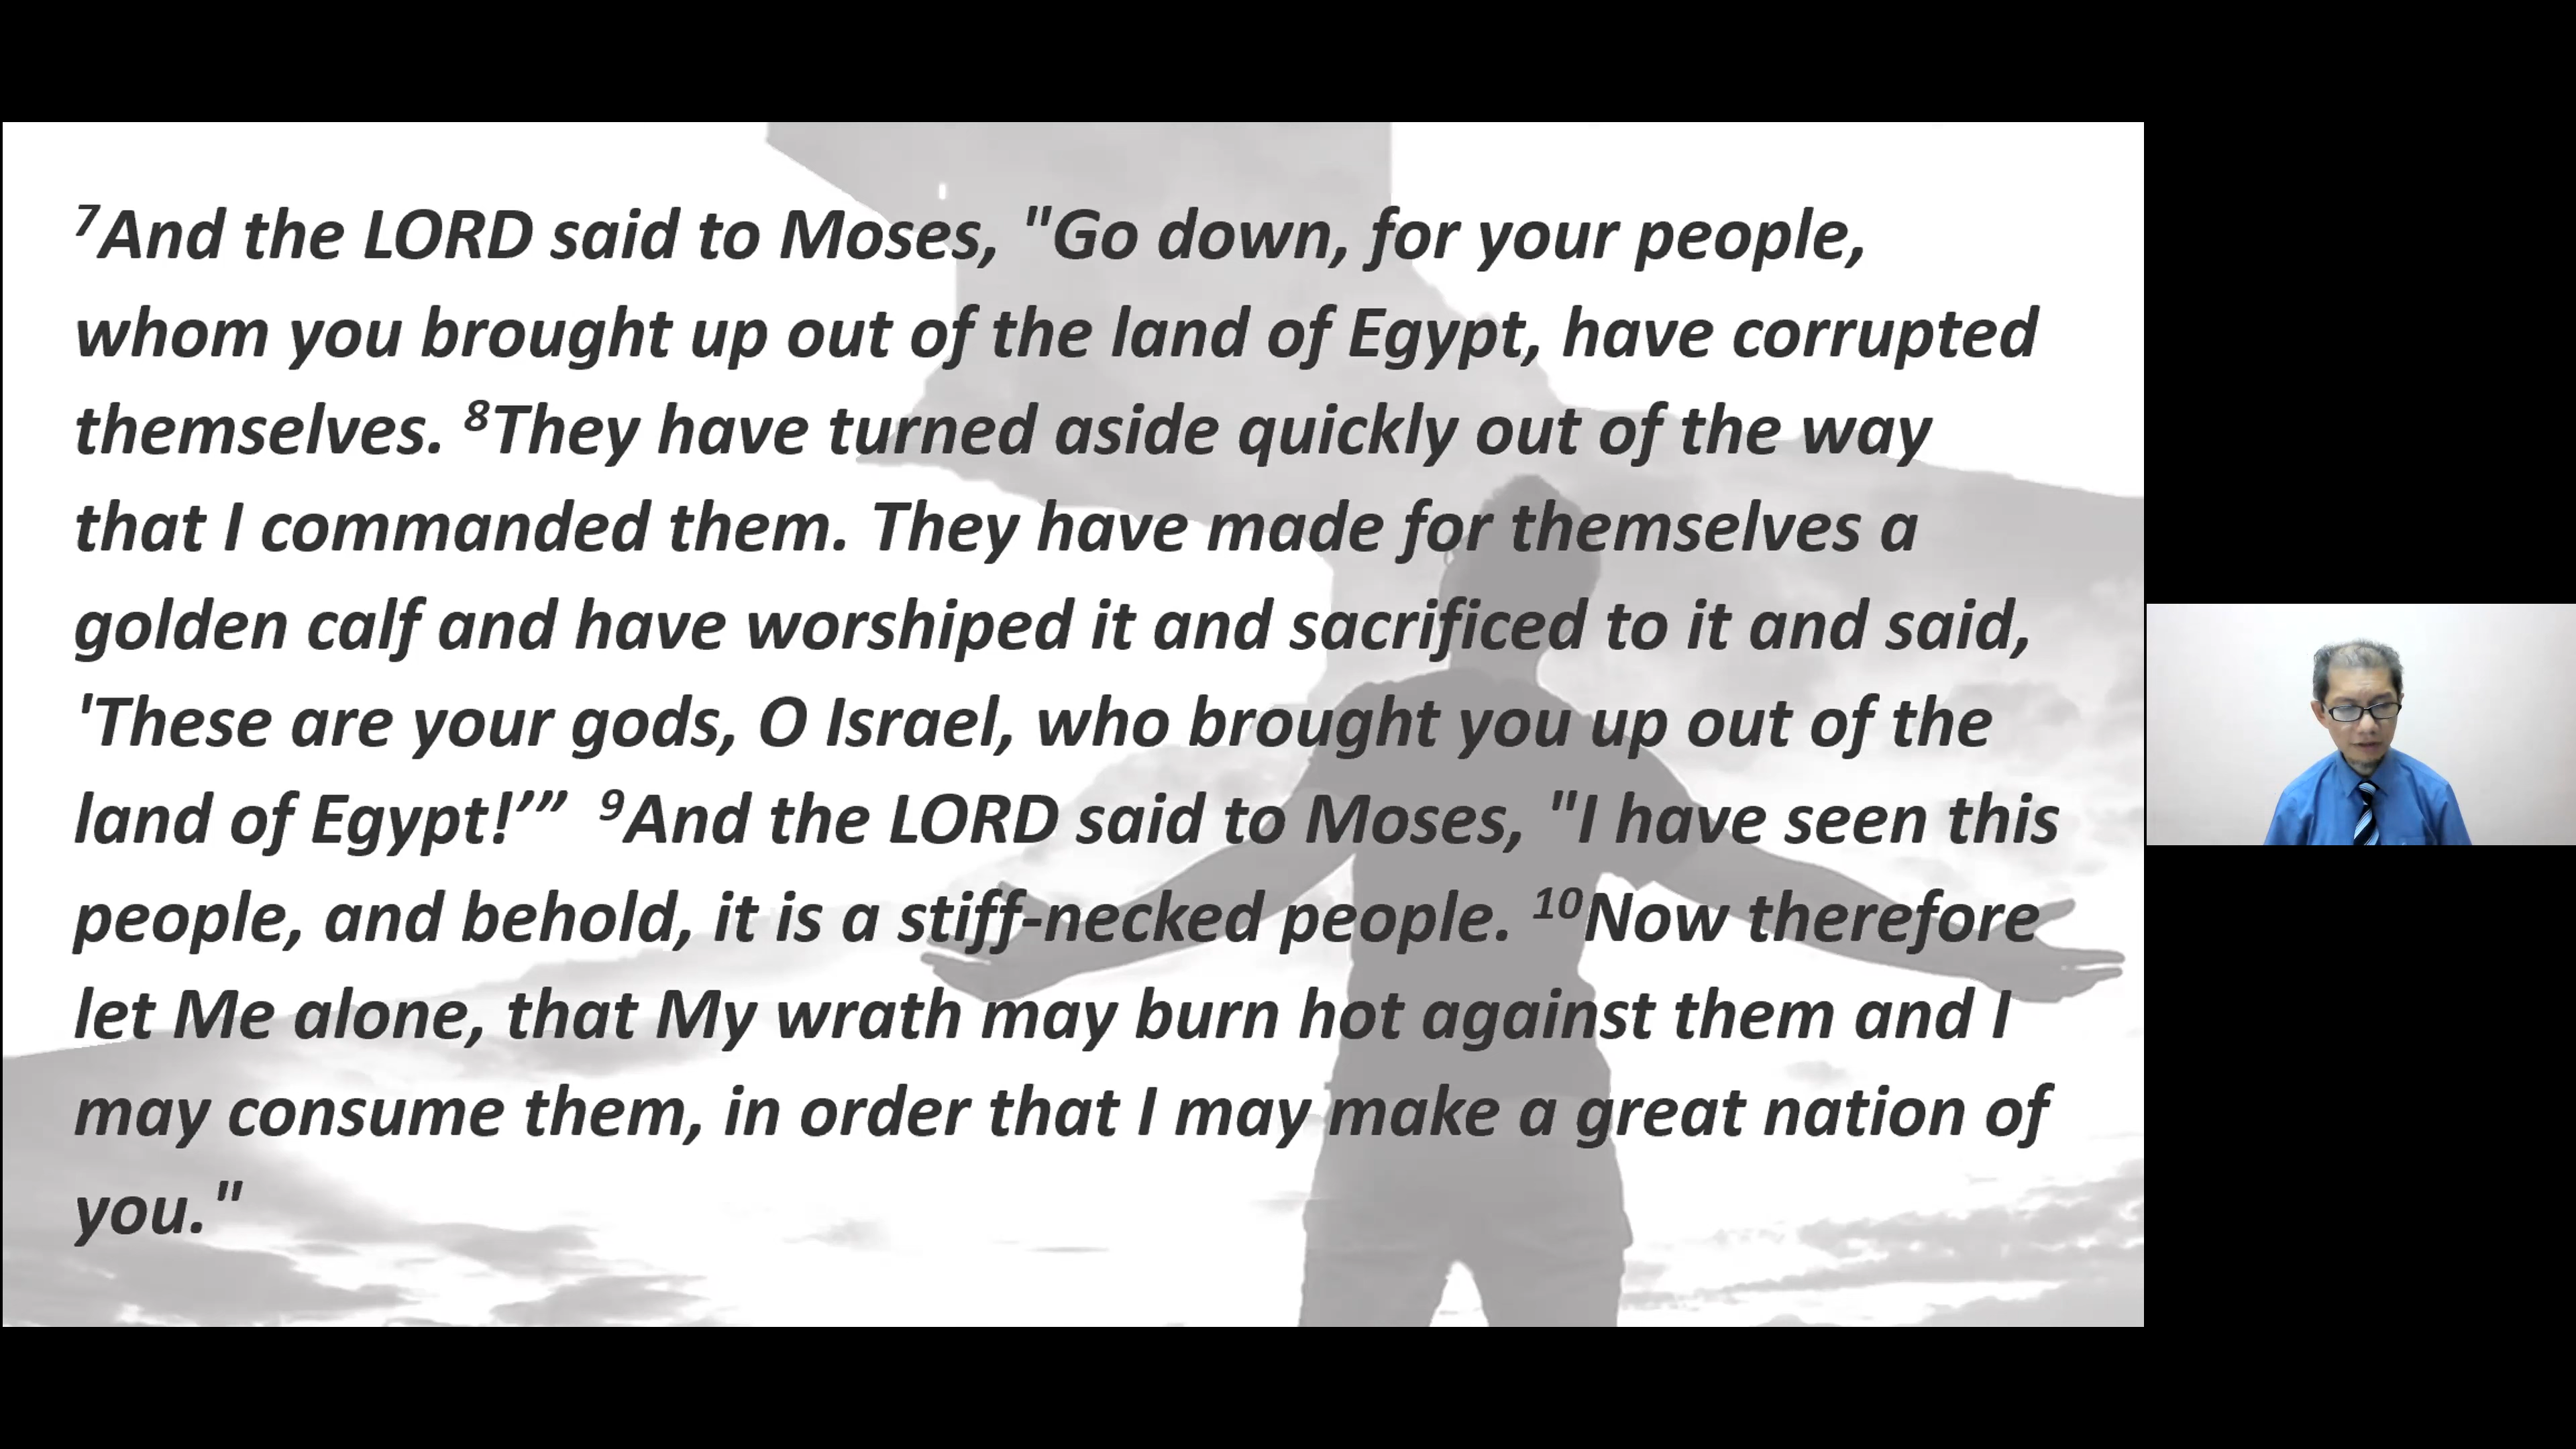 ⁷And the LORD said to Moses, "Go down, for your people,
whom you brought up out of the land of Egypt, have corrupted
themselves. ⁸They have turned aside quickly out of the way
that I commanded them. They have made for themselves a
golden calf and have worshiped it and sacrificed to it and said,
'These are your gods, O Israel, who brought you up out of the
land of Egypt!’” ⁹And the LORD said to Moses, "I have seen this
people, and behold, it is a stiff-necked people. ¹⁰Now therefore
let Me alone, that My wrath may burn hot against them and I
may consume them, in order that I may make a great nation of
you."